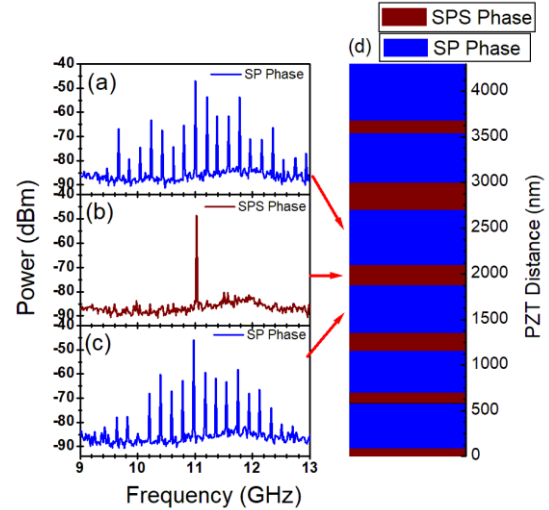 SPS Phase
(d) SP Phase
-40
(a)
SP Phase
-50
-60
-70
-80
-90
-40
(b)
SPS Phase
-50
-60
-70
-80
-90
-40
(c)
SP Phase
-50
-60
-70
-80
-90
9 10 11 12 13
Frequency (GHz)
Power (dBm)
4000
3500
3000
2500
2000
1500
1000
500
0
PZT Distance (nm)